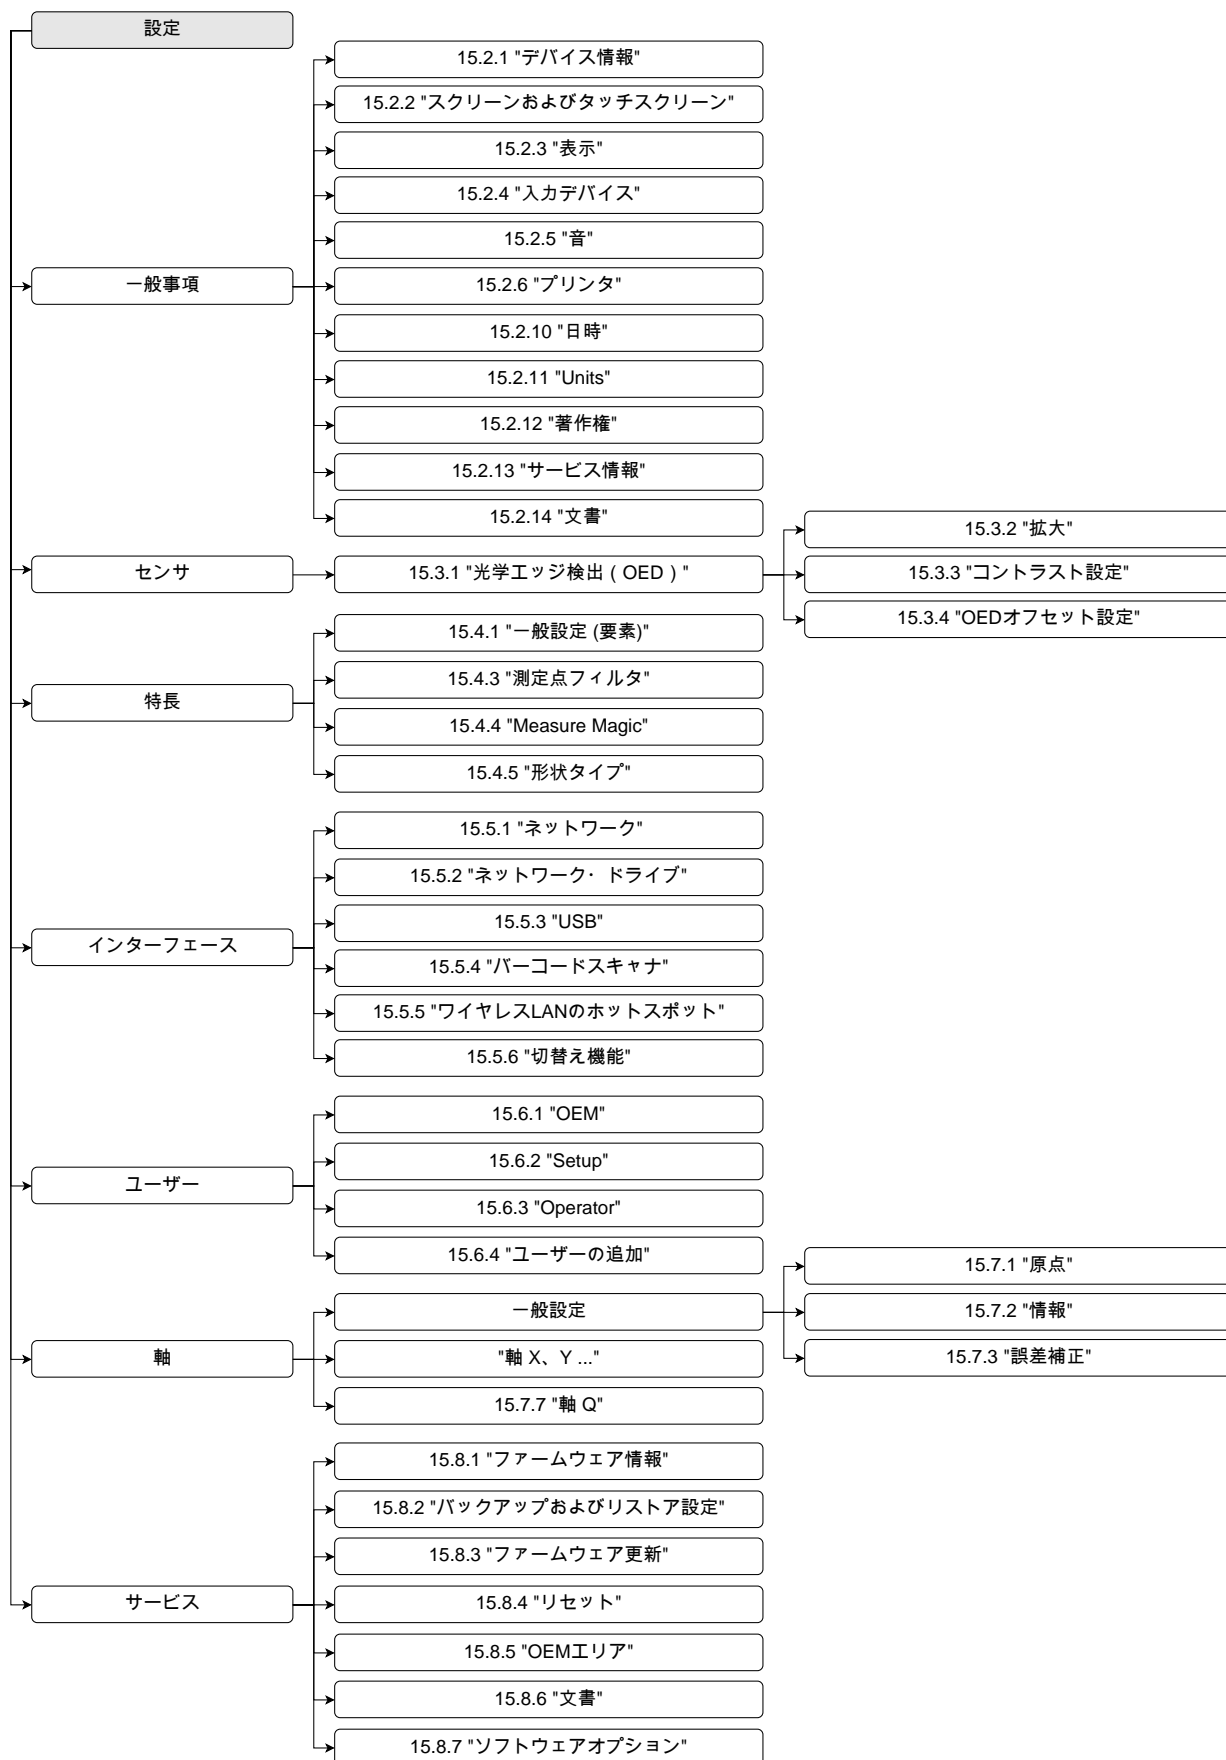 設定
一般事項
15.2.1 "デバイス情報"
15.2.2 "スクリーンおよびタッチスクリーン"
15.2.3 "表示"
15.2.4 "入力デバイス"
15.2.5 "音"
15.2.6 "プリンタ"
15.2.10 "日時"
15.2.11 "Units"
15.2.12 "著作権"
15.2.13 "サービス情報"
15.2.14 "文書"
センサ
15.3.1 "光学エッジ検出 ( OED ) "
15.3.2 "拡大"
15.3.3 "コントラスト設定"
15.3.4 "OEDオフセット設定"
特長
15.4.1 "一般設定 (要素)"
15.4.3 "測定点フィルタ"
15.4.4 "Measure Magic"
15.4.5 "形状タイプ"
インターフェース
15.5.1 "ネットワーク"
15.5.2 "ネットワーク· ドライブ"
15.5.3 "USB"
15.5.4 "バーコードスキャナ"
15.5.5 "ワイヤレスLANのホットスポット"
15.5.6 "切替え機能"
ユーザー
15.6.1 "OEM"
15.6.2 "Setup"
15.6.3 "Operator"
15.6.4 "ユーザーの追加"
軸
一般設定
15.7.1 "原点"
15.7.2 "情報"
15.7.3 "誤差補正"
"軸 X、Y ..."
15.7.7 "軸 Q"
サービス
15.8.1 "ファームウェア情報"
15.8.2 "バックアップおよびリストア設定"
15.8.3 "ファームウェア更新"
15.8.4 "リセット"
15.8.5 "OEMエリア"
15.8.6 "文書"
15.8.7 "ソフトウェアオプション"